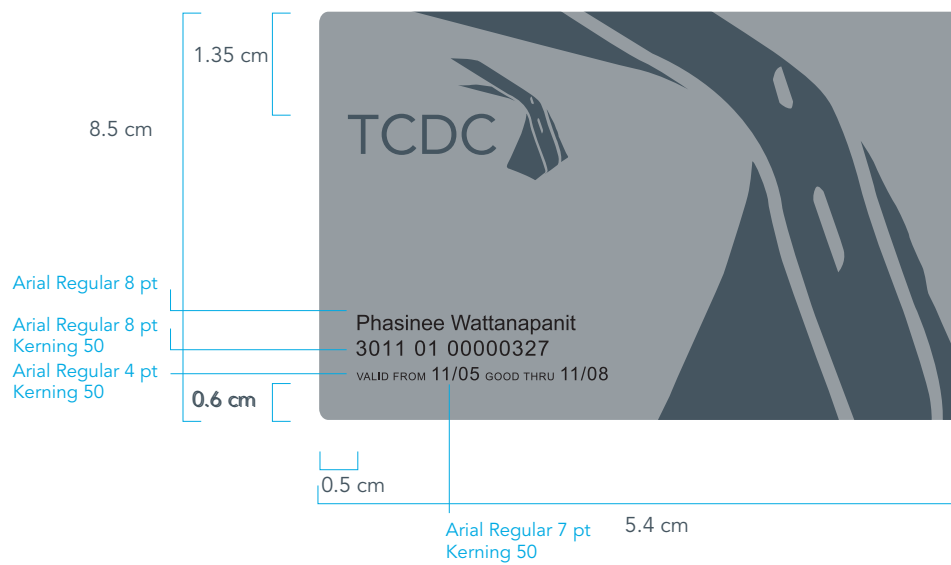 1.35 cm
8.5 cm
TCDC
Arial Regular 8 pt
Phasinee Wattanapanit
Arial Regular 8 pt
Kerning 50
3011 01 00000327
Arial Regular 4 pt
Kerning 50
VALID FROM 11/05 GOOD THRU 11/08
0.6 cm
0.5 cm
5.4 cm
Arial Regular 7 pt
Kerning 50